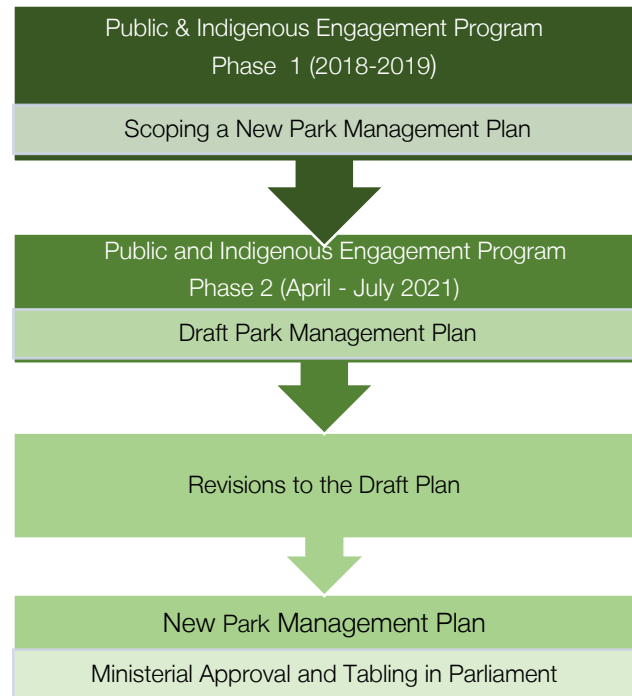 Public & Indigenous Engagement Program
Phase 1 (2018-2019)
Scoping a New Park Management Plan
Public and Indigenous Engagement Program
Phase 2 (April - July 2021)
Draft Park Management Plan
Revisions to the Draft Plan
New Park Management Plan
Ministerial Approval and Tabling in Parliament